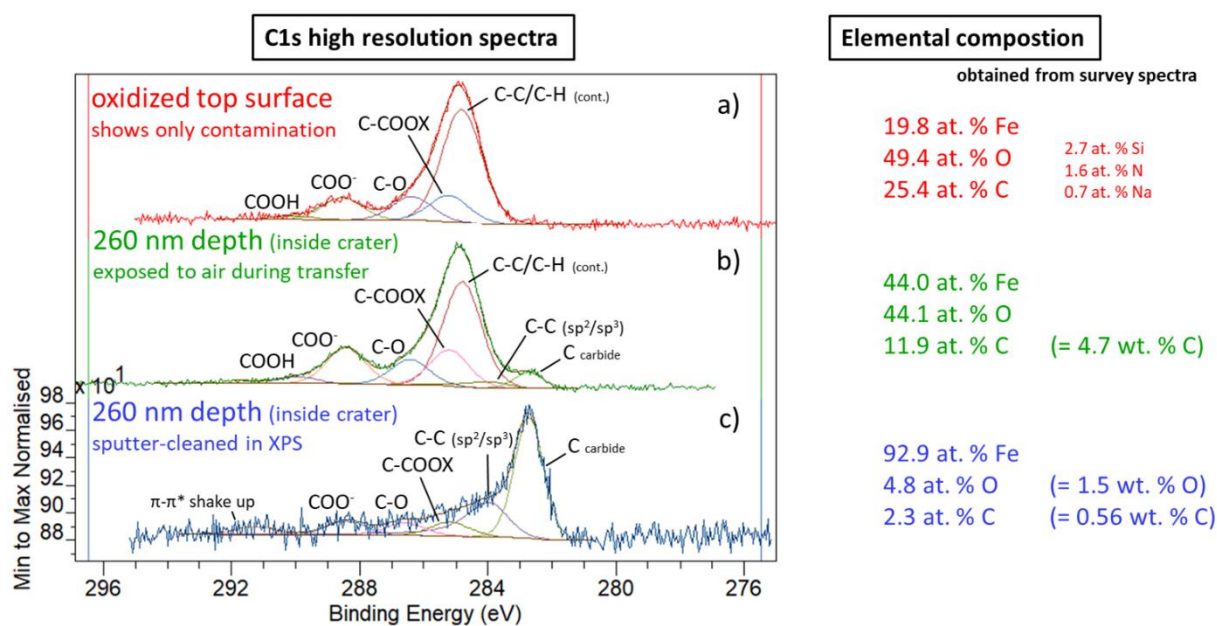 C1s high resolution spectra
Elemental compostion
obtained from survey spectra
oxidized top surface
shows only contamination
a)
C-C/C-H (cont.)
C-COOX
C-O
COO-
COOH
19.8 at. % Fe
49.4 at. % O
25.4 at. % C
2.7 at. % Si
1.6 at. % N
0.7 at. % Na
260 nm depth (inside crater)
exposed to air during transfer
b)
C-C/C-H (cont.)
C-COOX
C-C (sp²/sp³)
C-O
COO-
COOH
C carbide
44.0 at. % Fe
44.1 at. % O
11.9 at. % C (= 4.7 wt. % C)
x 10¹
98
96
94
92
90
88
260 nm depth (inside crater)
sputter-cleaned in XPS
c)
C-C (sp²/sp³)
C carbide
C-COOX
C-O
COO-
π-π* shake up
92.9 at. % Fe
4.8 at. % O (= 1.5 wt. % O)
2.3 at. % C (= 0.56 wt. % C)
Min to Max Normalised
296 292 288 284 280 276
Binding Energy (eV)